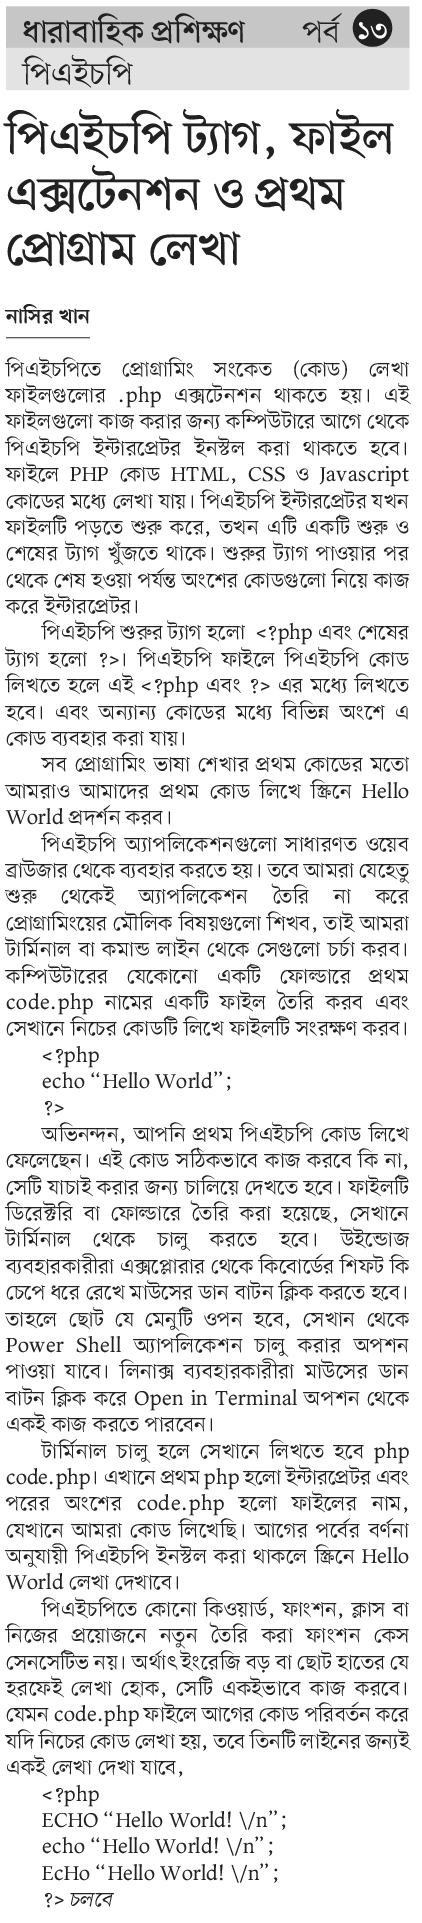 ধারাবাহিক প্রশিক্ষণ পর্ব ১৩
পিএইচপি
পিএইচপি ট্যাগ, ফাইল
এক্সটেনশন ও প্রথম
প্রোগ্রাম লেখা
নাসির খান
পিএইচপিতে প্রোগ্রামিং সংকেত (কোড) লেখা
ফাইলগুলোর .php এক্সটেনশন থাকতে হয়। এই
ফাইলগুলো কাজ করার জন্য কম্পিউটারে আগে থেকে
পিএইচপি ইন্টারপ্রেটর ইনস্টল করা থাকতে হবে।
ফাইলে PHP কোড HTML, CSS ও Javascript
কোডের মধ্যে লেখা যায়। পিএইচপি ইন্টারপ্রেটর যখন
ফাইলটি পড়তে শুরু করে, তখন এটি একটি শুরু ও
শেষের ট্যাগ খুঁজতে থাকে। শুরুর ট্যাগ পাওয়ার পর
থেকে শেষ হওয়া পর্যন্ত অংশের কোডগুলো নিয়ে কাজ
করে ইন্টারপ্রেটর।
পিএইচপি শুরুর ট্যাগ হলো <?php এবং শেষের
ট্যাগ হলো ?>। পিএইচপি ফাইলে পিএইচপি কোড
লিখতে হলে এই <?php এবং ?> এর মধ্যে লিখতে
হবে। এবং অন্যান্য কোডের মধ্যে বিভিন্ন অংশে এ
কোড ব্যবহার করা যায়।
সব প্রোগ্রামিং ভাষা শেখার প্রথম কোডের মতো
আমরাও আমাদের প্রথম কোড লিখে স্ক্রিনে Hello
World প্রদর্শন করব।
পিএইচপি অ্যাপলিকেশনগুলো সাধারণত ওয়েব
ব্রাউজার থেকে ব্যবহার করতে হয়। তবে আমরা যেহেতু
শুরু থেকেই অ্যাপলিকেশন তৈরি না করে
প্রোগ্রামিংয়ের মৌলিক বিষয়গুলো শিখব, তাই আমরা
টার্মিনাল বা কমান্ড লাইন থেকে সেগুলো চর্চা করব।
কম্পিউটারের যেকোনো একটি ফোল্ডারে প্রথম
code.php নামের একটি ফাইল তৈরি করব এবং
সেখানে নিচের কোডটি লিখে ফাইলটি সংরক্ষণ করব।
<?php
echo “Hello World”;
?>
অভিনন্দন, আপনি প্রথম পিএইচপি কোড লিখে
ফেলেছেন। এই কোড সঠিকভাবে কাজ করবে কি না,
সেটি যাচাই করার জন্য চালিয়ে দেখতে হবে। ফাইলটি
ডিরেক্টরি বা ফোল্ডারে তৈরি করা হয়েছে, সেখানে
টার্মিনাল থেকে চালু করতে হবে। উইন্ডোজ
ব্যবহারকারীরা এক্সপ্লোরার থেকে কিবোর্ডের শিফট কি
চেপে ধরে রেখে মাউসের ডান বাটন ক্লিক করতে হবে।
তাহলে ছোট যে মেনুটি ওপন হবে, সেখান থেকে
Power Shell অ্যাপলিকেশন চালু করার অপশন
পাওয়া যাবে। লিনাক্স ব্যবহারকারীরা মাউসের ডান
বাটন ক্লিক করে Open in Terminal অপশন থেকে
একই কাজ করতে পারবেন।
টার্মিনাল চালু হলে সেখানে লিখতে হবে php
code.php। এখানে প্রথম php হলো ইন্টারপ্রেটর এবং
পরের অংশের code.php হলো ফাইলের নাম,
যেখানে আমরা কোড লিখেছি। আগের পর্বের বর্ণনা
অনুযায়ী পিএইচপি ইনস্টল করা থাকলে স্ক্রিনে Hello
World লেখা দেখাবে।
পিএইচপিতে কোনো কিওয়ার্ড, ফাংশন, ক্লাস বা
নিজের প্রয়োজনে নতুন তৈরি করা ফাংশন কেস
সেনসেটিভ নয়। অর্থাৎ ইংরেজি বড় বা ছোট হাতের যে
হরফেই লেখা হোক, সেটি একইভাবে কাজ করবে।
যেমন code.php ফাইলে আগের কোড পরিবর্তন করে
যদি নিচের কোড লেখা হয়, তবে তিনটি লাইনের জন্যই
একই লেখা দেখা যাবে,
<?php
ECHO “Hello World! \/n”;
echo “Hello World! \/n”;
EcHo “Hello World! \/n”;
?> চলবে